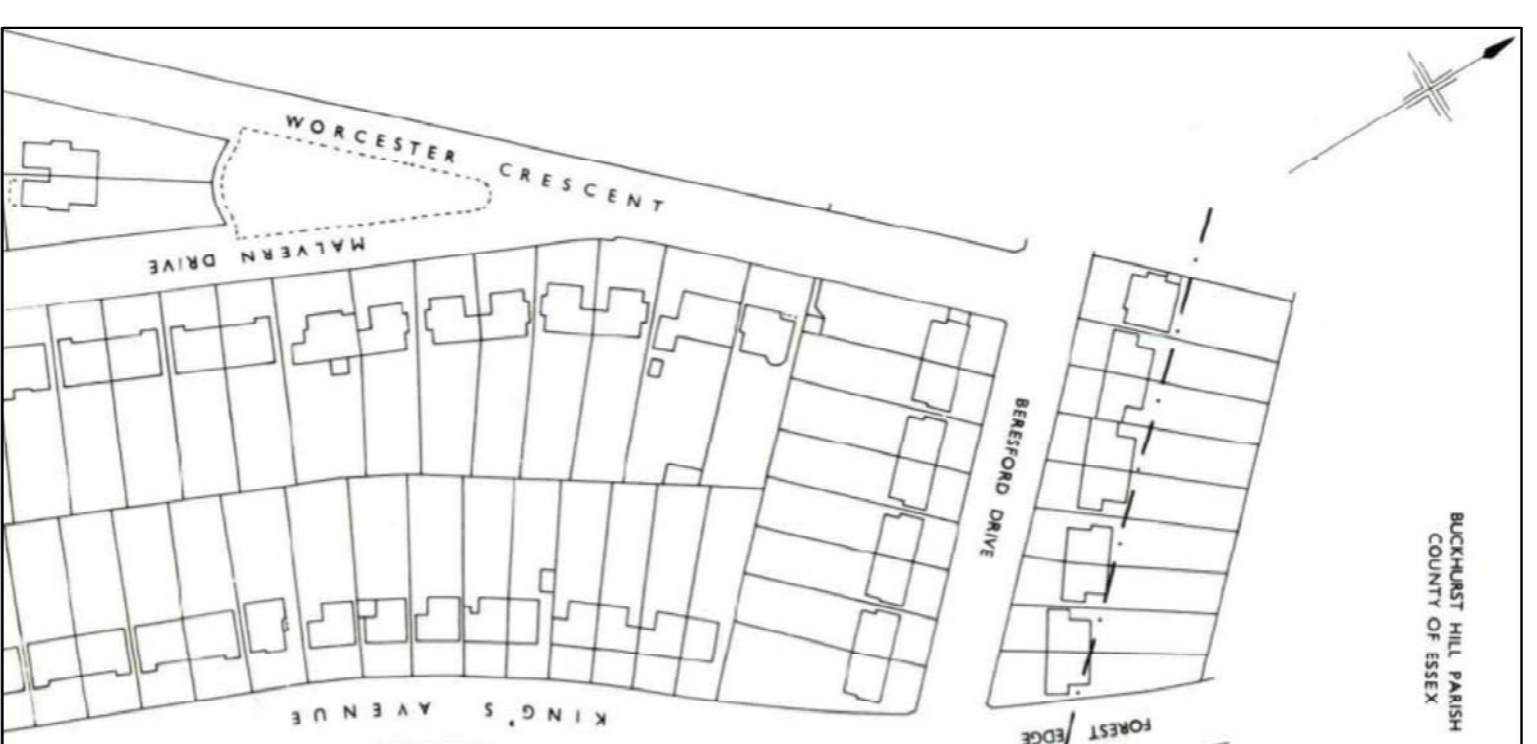 WORCESTER CRESCENT
MALVERN DRIVE
BERESFORD DRIVE
BUCKHURST HILL PARISH
COUNTY OF ESSEX
KING'S AVENUE
FOREST EDGE